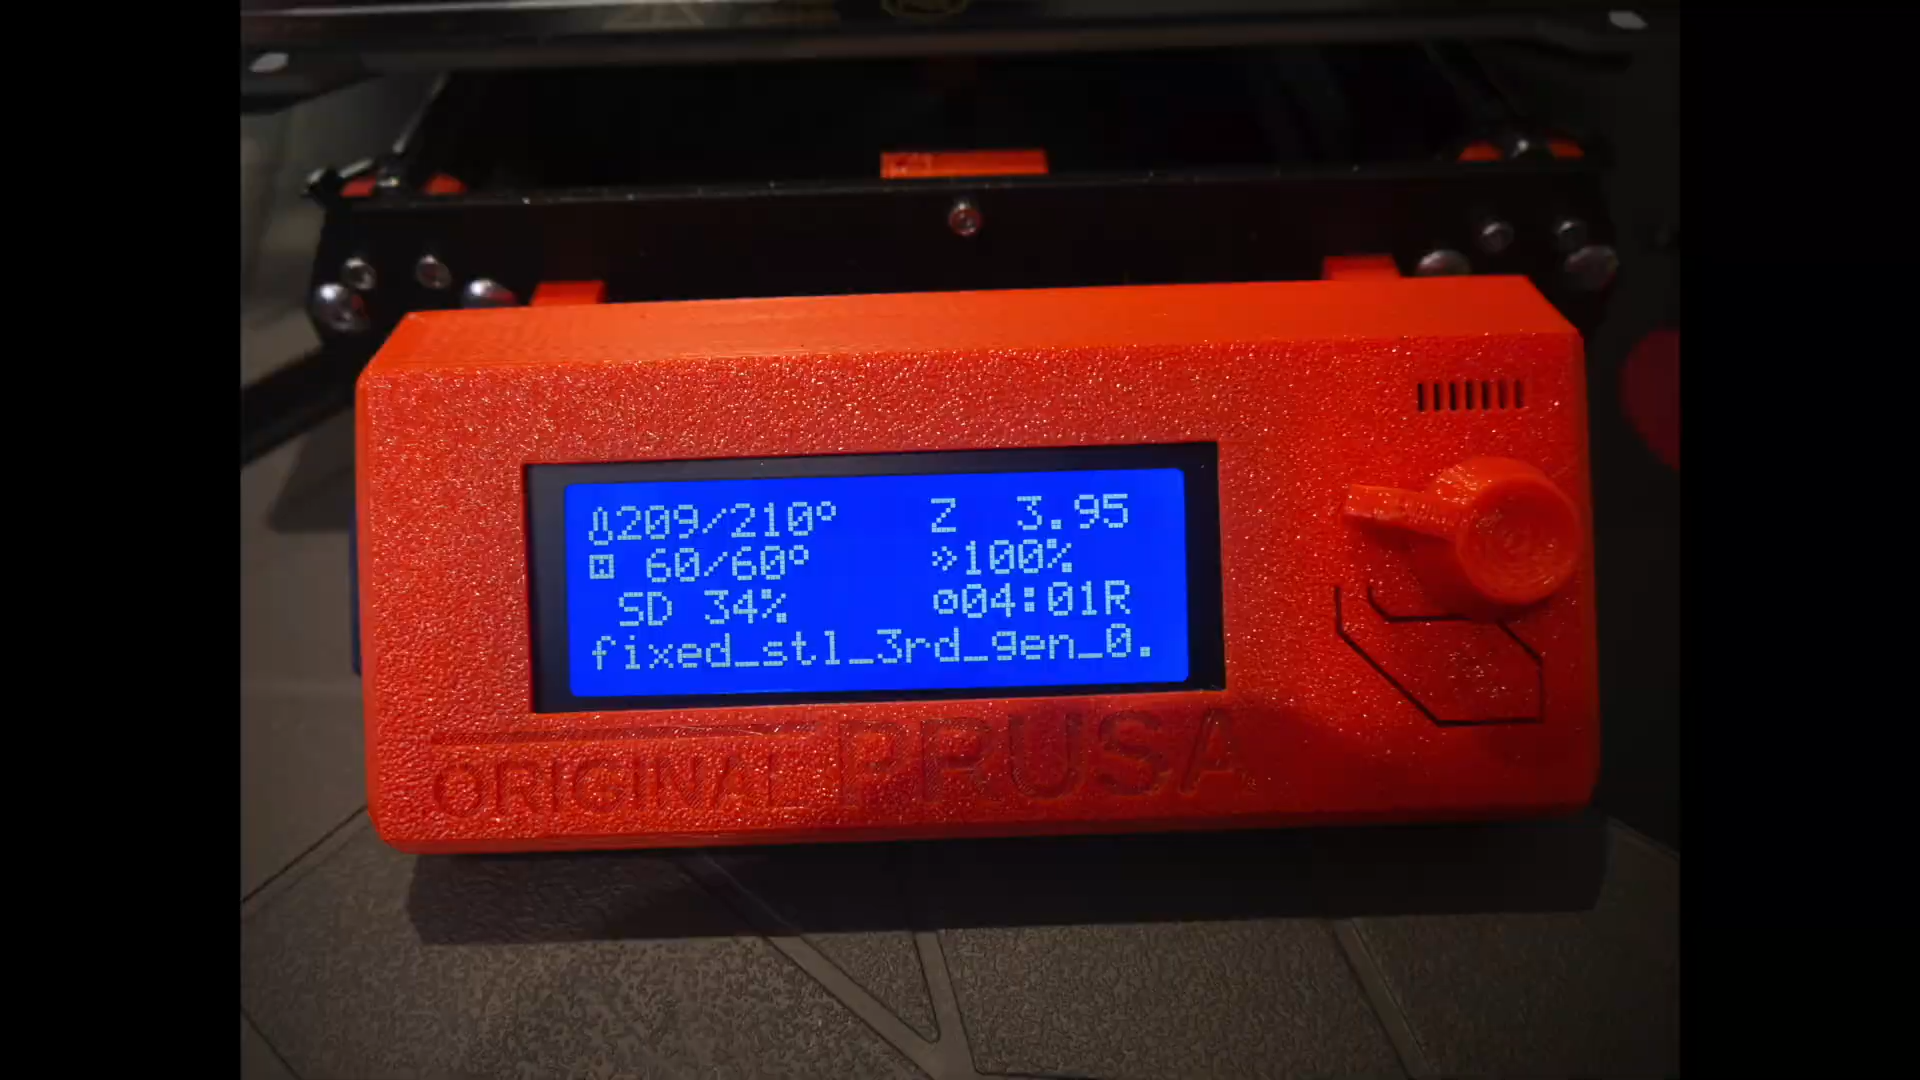 209/210° Z 3.95
60/60° 100%
SD 34% 04:01R
fixed_stl_3rd_gen_0.
ORIGINAL PRUSA